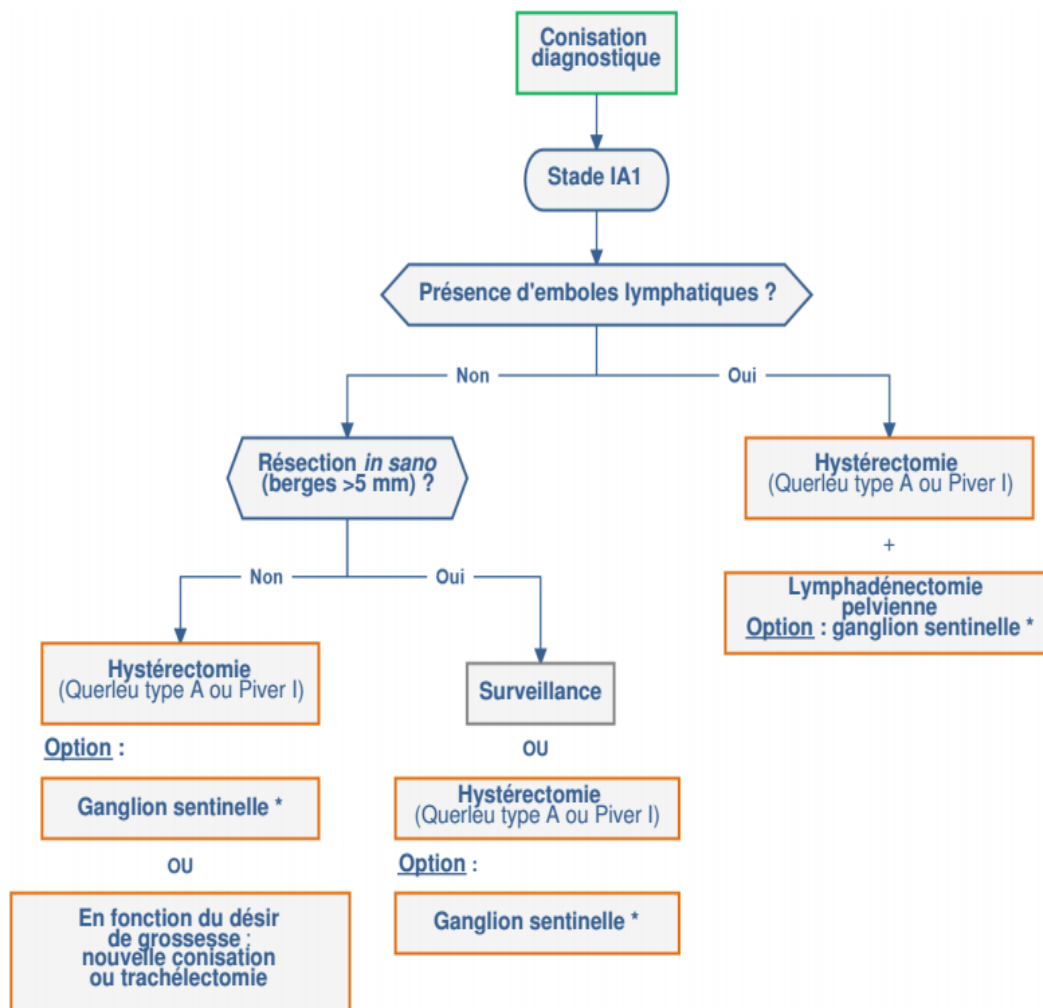 Conisation
diagnostique
Stade IA1
Présence d'emboles lymphatiques ?
Non
Oui
Résection in sano
(berges >5 mm) ?
Hystérectomie
(Querleu type A ou Piver I)
+
Lymphadénectomie
pelvienne
Option : ganglion sentinelle *
Non
Oui
Hystérectomie
(Querleu type A ou Piver I)
Option :
Ganglion sentinelle *
OU
En fonction du désir
de grossesse :
nouvelle conisation
ou trachélectomie
Surveillance
OU
Hystérectomie
(Querleu type A ou Piver I)
Option :
Ganglion sentinelle *